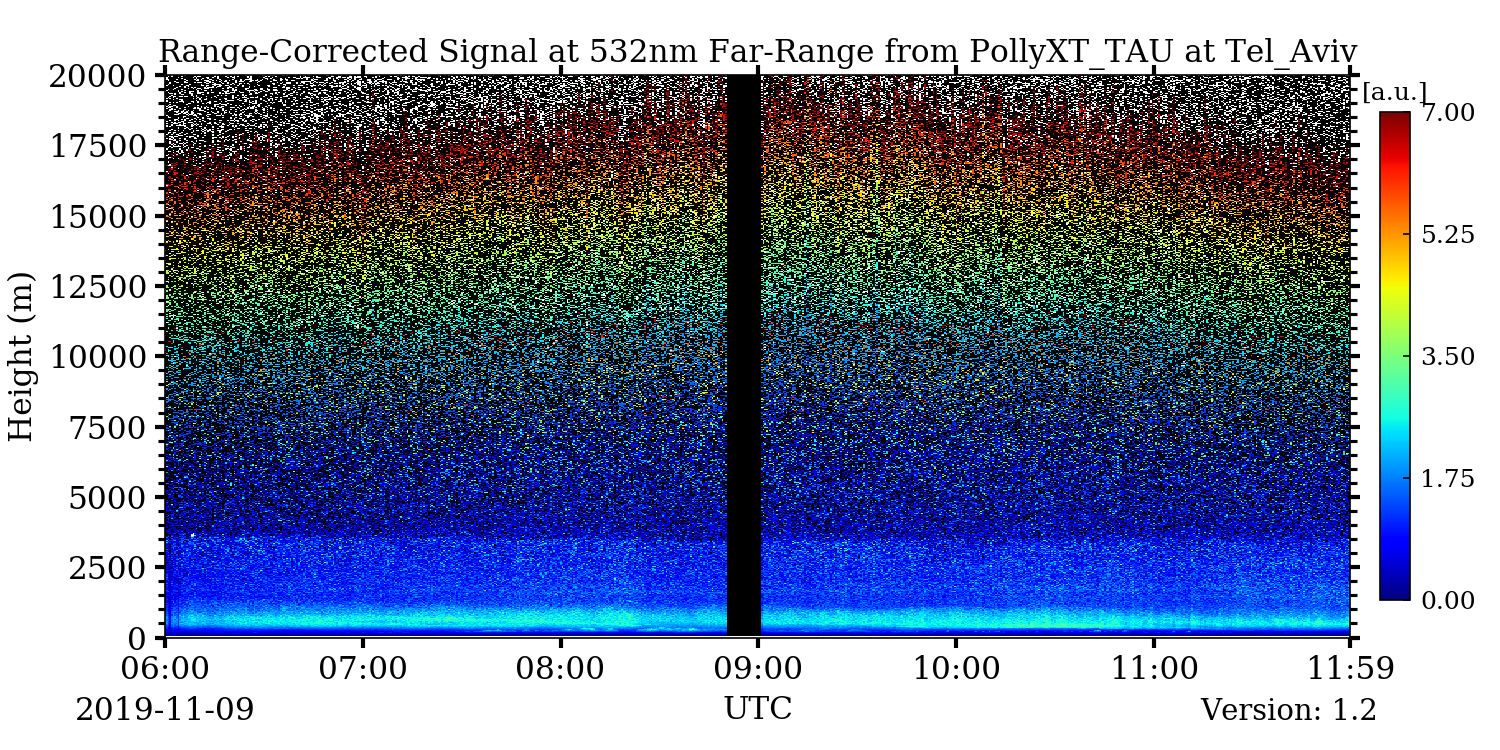 Range-Corrected Signal at 532nm Far-Range from PollyXT_TAU at Tel_Aviv
[a.u.]
20000
17500
15000
12500
10000
7500
5000
2500
0
Height (m)
7.00
5.25
3.50
1.75
0.00
06:00 07:00 08:00 09:00 10:00 11:00 11:59
2019-11-09 UTC Version: 1.2